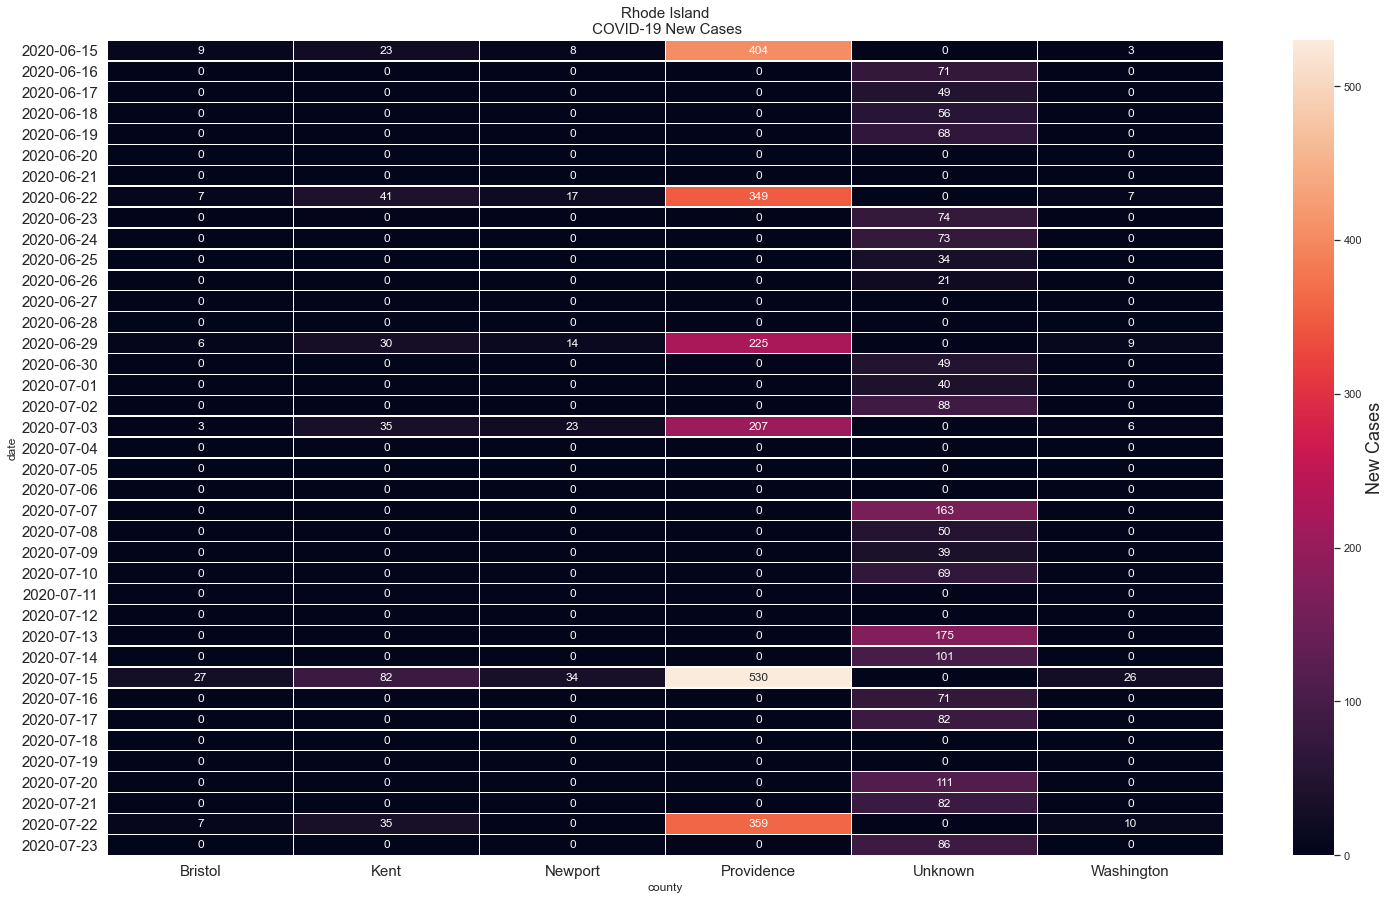 Rhode Island
COVID-19 New Cases
2020-06-15 9 23 8 404 0 3
2020-06-16 0 0 0 0 71 0
2020-06-17 0 0 0 0 49 0
2020-06-18 0 0 0 0 56 0
2020-06-19 0 0 0 0 68 0
2020-06-20 0 0 0 0 0 0
2020-06-21 0 0 0 0 0 0
2020-06-22 7 41 17 349 0 7
2020-06-23 0 0 0 0 74 0
2020-06-24 0 0 0 0 73 0
2020-06-25 0 0 0 0 34 0
2020-06-26 0 0 0 0 21 0
2020-06-27 0 0 0 0 0 0
2020-06-28 0 0 0 0 0 0
2020-06-29 6 30 14 225 0 9
2020-06-30 0 0 0 0 49 0
2020-07-01 0 0 0 0 40 0
2020-07-02 0 0 0 0 88 0
2020-07-03 3 35 23 207 0 6
2020-07-04 0 0 0 0 0 0
2020-07-05 0 0 0 0 0 0
2020-07-06 0 0 0 0 0 0
2020-07-07 0 0 0 0 163 0
2020-07-08 0 0 0 0 50 0
2020-07-09 0 0 0 0 39 0
2020-07-10 0 0 0 0 69 0
2020-07-11 0 0 0 0 0 0
2020-07-12 0 0 0 0 0 0
2020-07-13 0 0 0 0 175 0
2020-07-14 0 0 0 0 101 0
2020-07-15 27 82 34 530 0 26
2020-07-16 0 0 0 0 71 0
2020-07-17 0 0 0 0 82 0
2020-07-18 0 0 0 0 0 0
2020-07-19 0 0 0 0 0 0
2020-07-20 0 0 0 0 111 0
2020-07-21 0 0 0 0 82 0
2020-07-22 7 35 0 359 0 10
2020-07-23 0 0 0 0 86 0
date
Bristol Kent Newport Providence Unknown Washington
county
500
400
300
200
100
0
New Cases